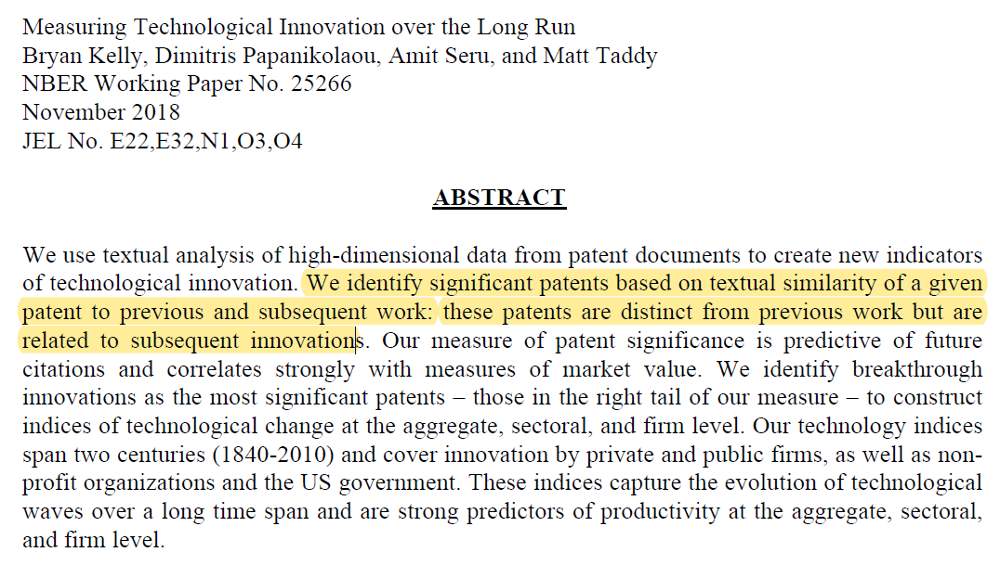 Measuring Technological Innovation over the Long Run
Bryan Kelly, Dimitris Papanikolaou, Amit Seru, and Matt Taddy
NBER Working Paper No. 25266
November 2018
JEL No. E22,E32,N1,O3,O4
ABSTRACT
We use textual analysis of high-dimensional data from patent documents to create new indicators
of technological innovation. We identify significant patents based on textual similarity of a given
patent to previous and subsequent work: these patents are distinct from previous work but are
related to subsequent innovations. Our measure of patent significance is predictive of future
citations and correlates strongly with measures of market value. We identify breakthrough
innovations as the most significant patents – those in the right tail of our measure – to construct
indices of technological change at the aggregate, sectoral, and firm level. Our technology indices
span two centuries (1840-2010) and cover innovation by private and public firms, as well as non-
profit organizations and the US government. These indices capture the evolution of technological
waves over a long time span and are strong predictors of productivity at the aggregate, sectoral,
and firm level.